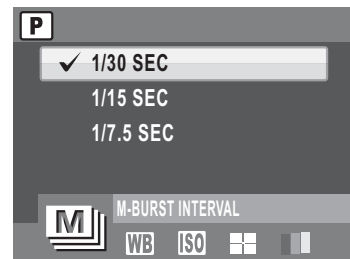 P
1/30 SEC
1/15 SEC
1/7.5 SEC
M-BURST INTERVAL
M
WB ISO